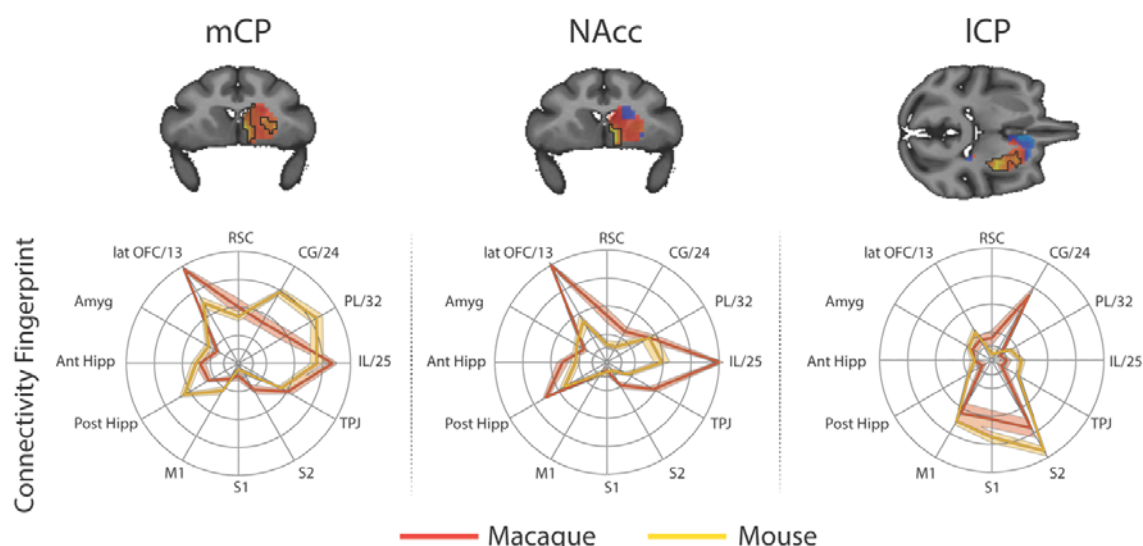 mCP
NAcc
lCP
Connectivity Fingerprint
RSC
CG/24
PL/32
IL/25
TPJ
S2
S1
M1
Post Hipp
Ant Hipp
Amyg
lat OFC/13
RSC
CG/24
PL/32
IL/25
TPJ
S2
S1
M1
Post Hipp
Ant Hipp
Amyg
lat OFC/13
RSC
CG/24
PL/32
IL/25
TPJ
S2
S1
M1
Post Hipp
Ant Hipp
Amyg
lat OFC/13
Macaque
Mouse